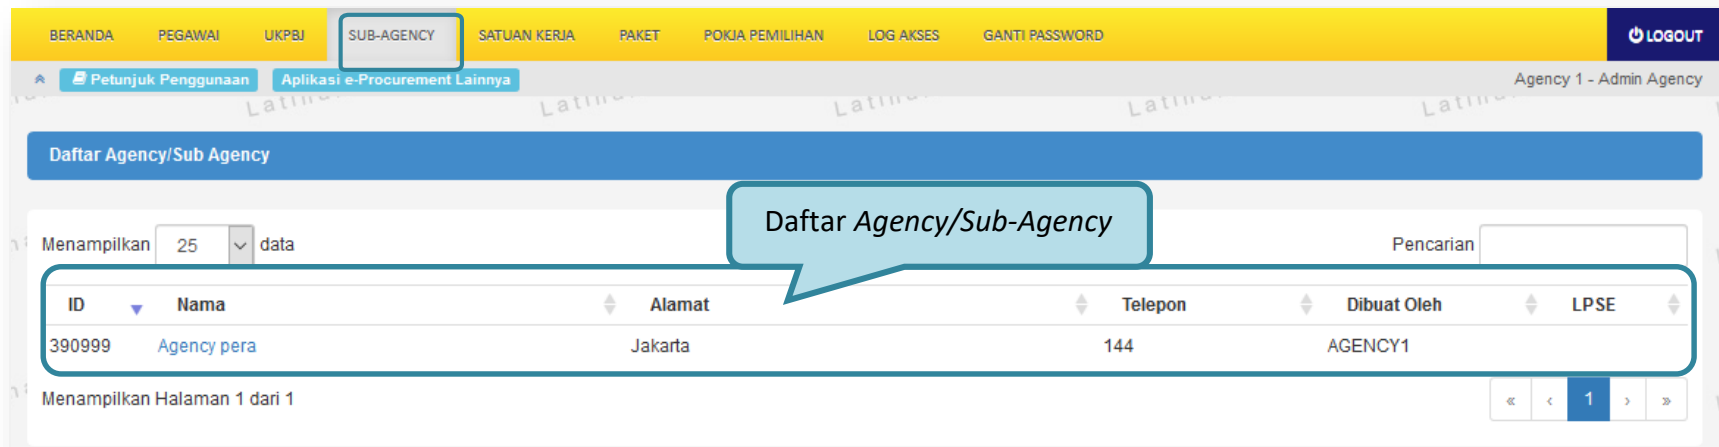 BERANDA PEGAWAI UKPBJ SUB-AGENCY SATUAN KERJA PAKET POKJA PEMILIHAN LOG AKSES GANTI PASSWORD LOGOUT
Petunjuk Penggunaan Aplikasi e-Procurement Lainnya Agency 1 - Admin Agency
Daftar Agency/Sub Agency
Daftar Agency/Sub-Agency
Menampilkan 25 data Pencarian
ID Nama Alamat Telepon Dibuat Oleh LPSE
390999 Agency pera Jakarta 144 AGENCY1
Menampilkan Halaman 1 dari 1 « ‹ 1 › »